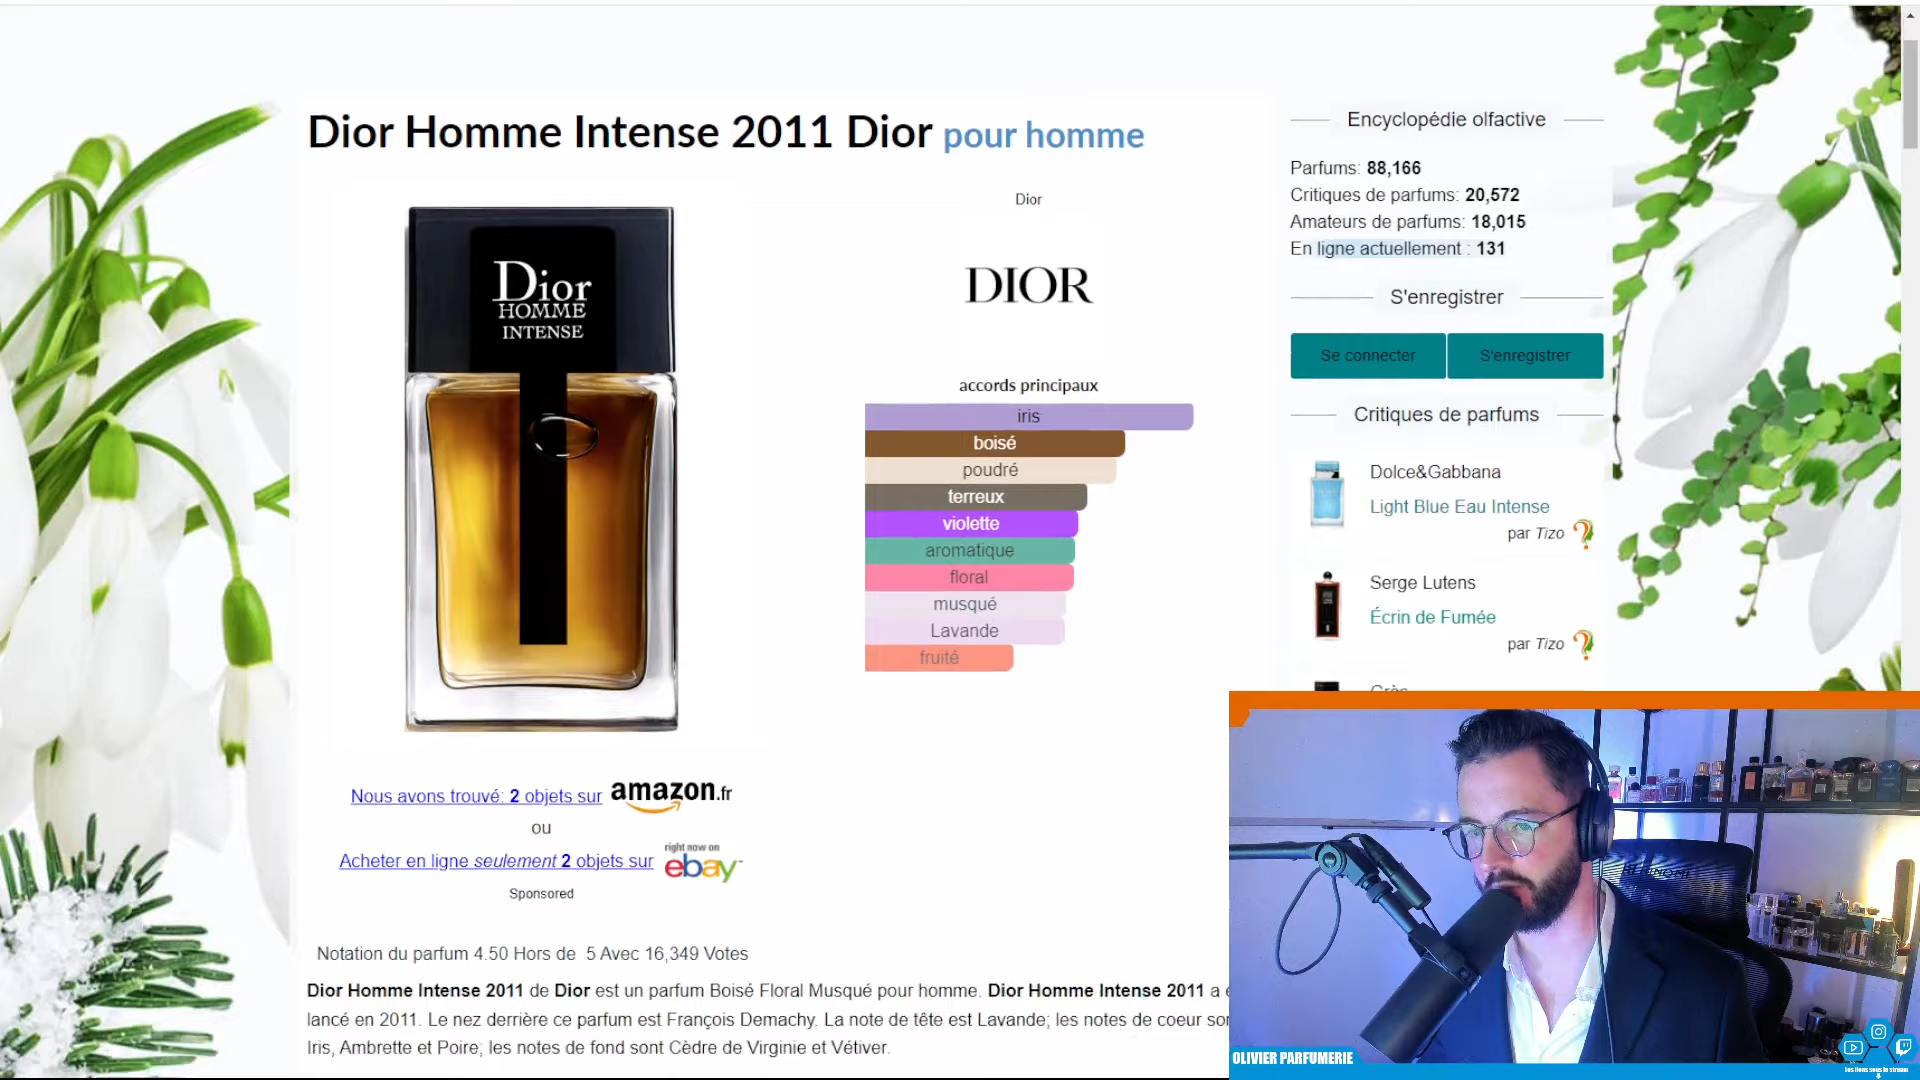 Dior Homme Intense 2011 Dior pour homme
Dior
HOMME
INTENSE
Dior
DIOR
accords principaux
iris
boisé
poudré
terreux
violette
aromatique
floral
musqué
Lavande
fruité
Nous avons trouvé: 2 objets sur amazon.fr
ou
Acheter en ligne seulement 2 objets sur right now on ebay
Sponsored
Notation du parfum 4.50 Hors de 5 Avec 16,349 Votes
Dior Homme Intense 2011 de Dior est un parfum Boisé Floral Musqué pour homme. Dior Homme Intense 2011 a
lancé en 2011. Le nez derrière ce parfum est François Demachy. La note de tête est Lavande; les notes de coeur
Iris, Ambrette et Poire; les notes de fond sont Cèdre de Virginie et Vétiver.
Encyclopédie olfactive
Parfums: 88,166
Critiques de parfums: 20,572
Amateurs de parfums: 18,015
En ligne actuellement : 131
S'enregistrer
Se connecter
S'enregistrer
Critiques de parfums
Dolce&Gabbana
Light Blue Eau Intense
par Tizo
Serge Lutens
Écrin de Fumée
par Tizo
OLIVIER PARFUMERIE
Les liens sous le stream